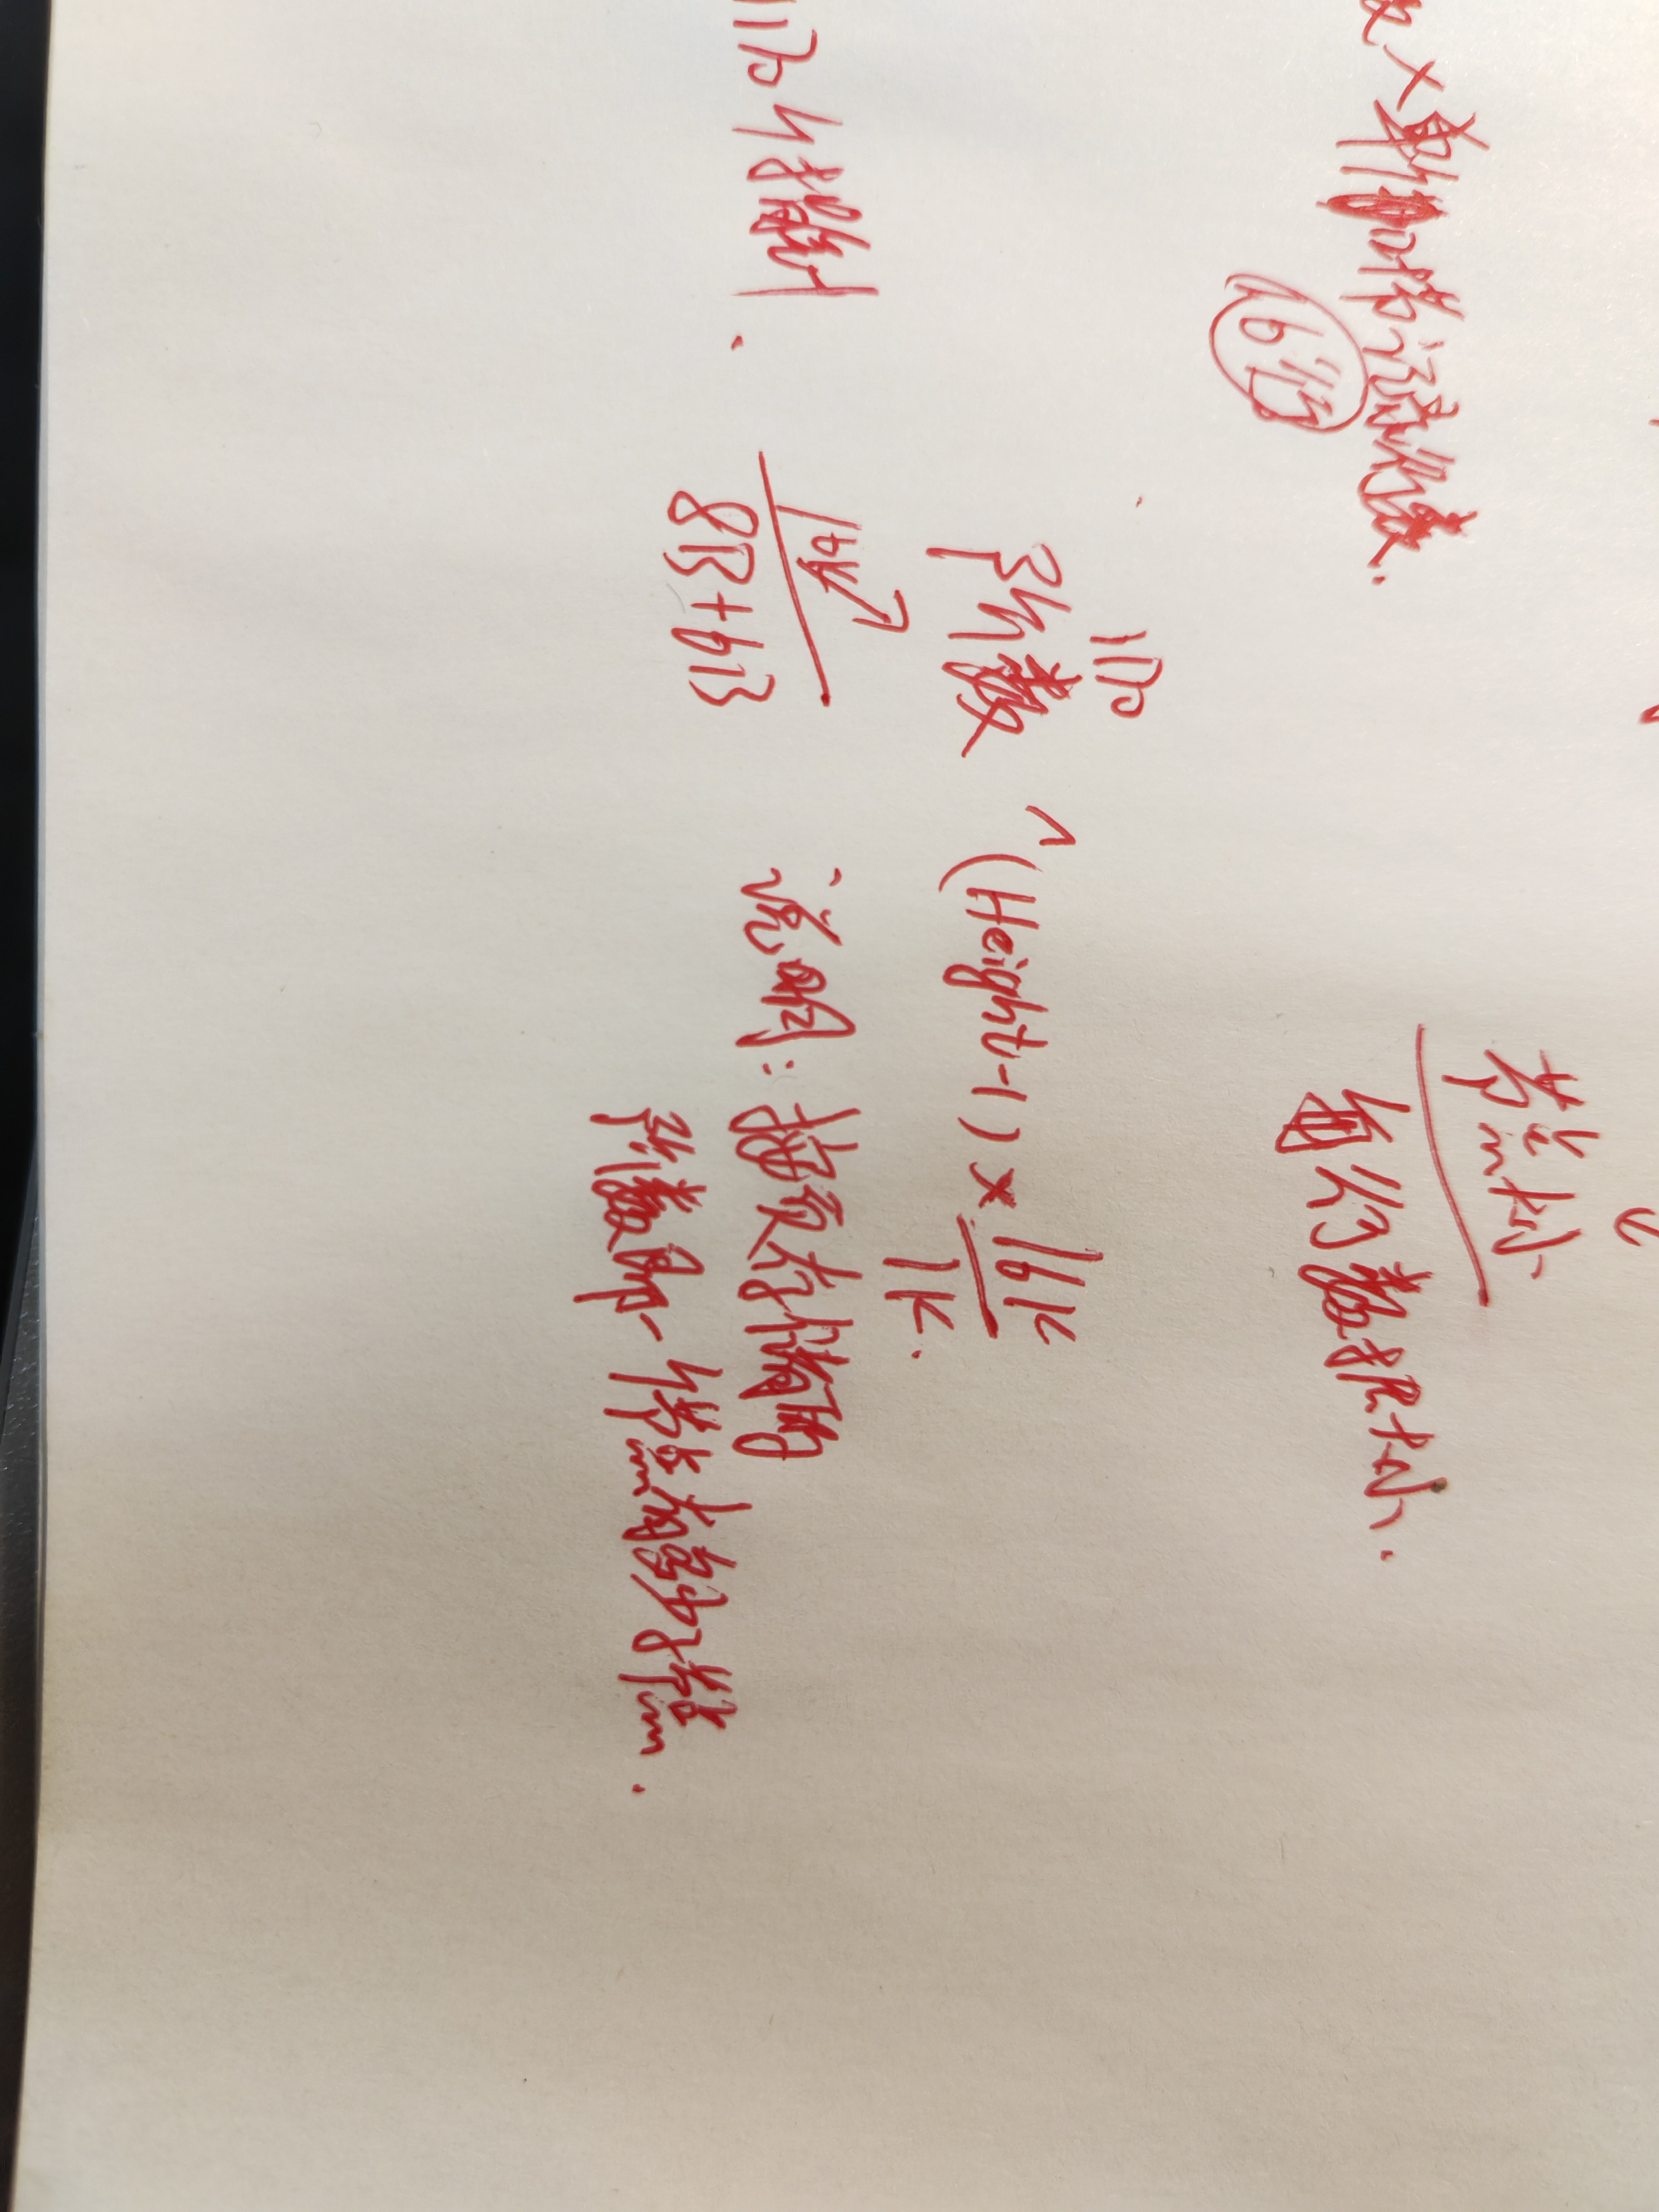 节点大小
每行数据大小.
数×单个叶节记录行数.
16行
1170
阶数 ^(Height-1)×16K
1K.
1170个指针. 16K
8B+6B
说明:按页存储的
阶数即一个节点有多少子节点.